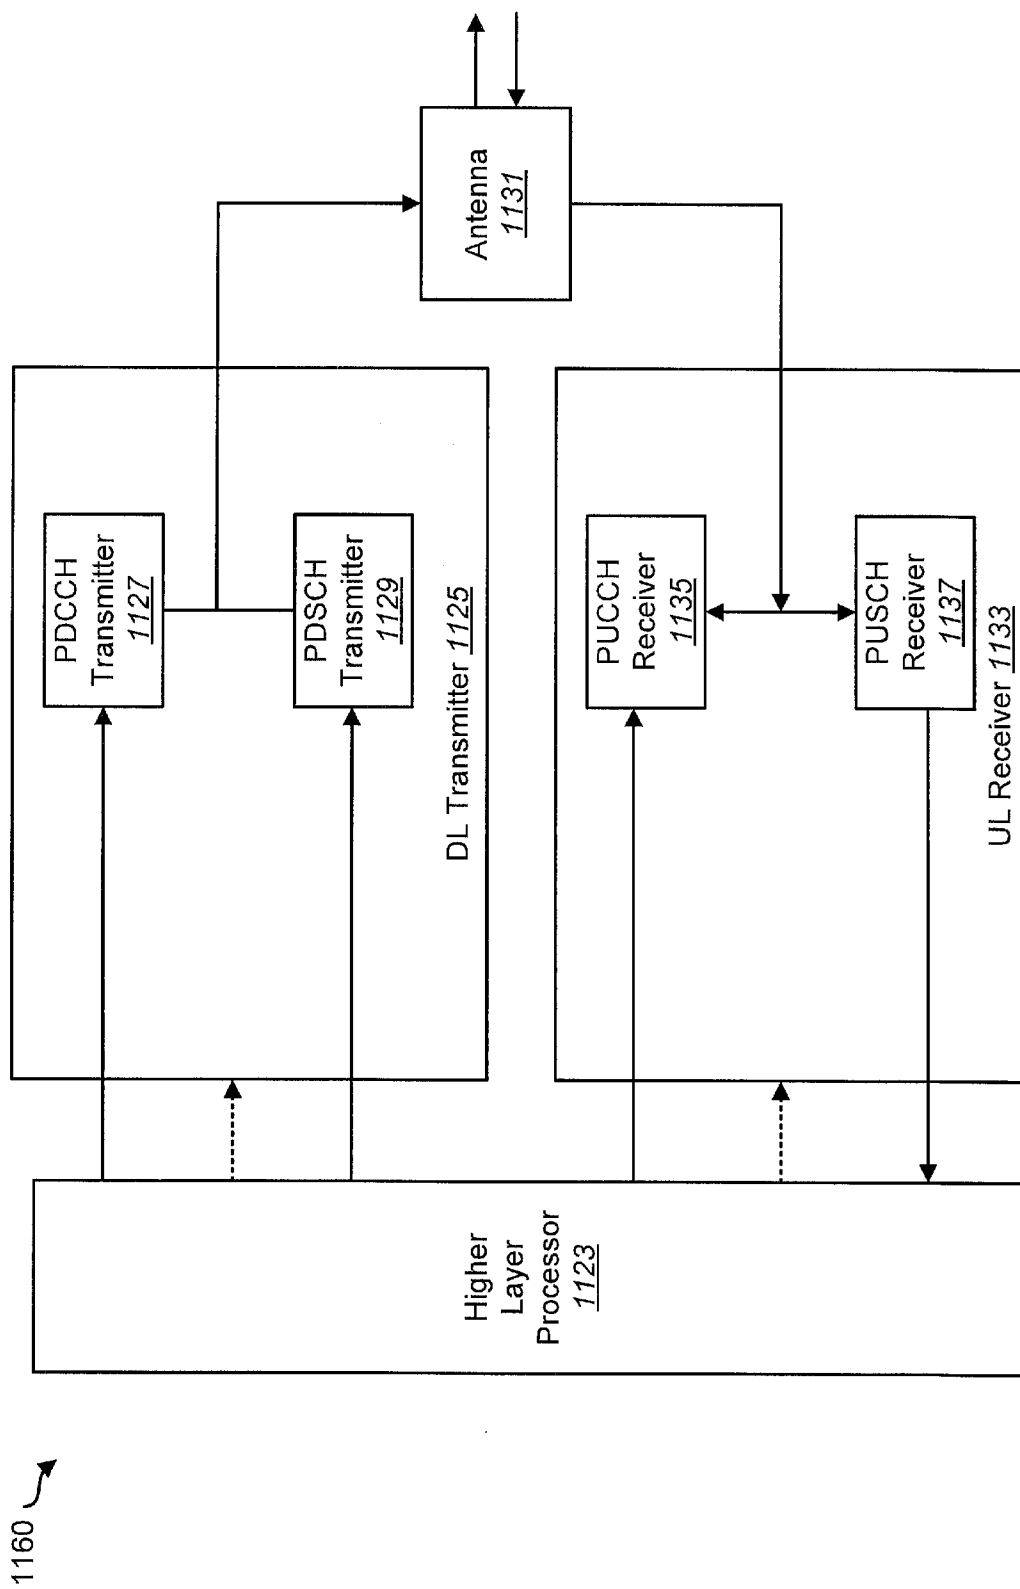 1160
Higher
Layer
Processor
1123
PDCCH
Transmitter
1127
PDSCH
Transmitter
1129
DL Transmitter 1125
PUCCH
Receiver
1135
PUSCH
Receiver
1137
UL Receiver 1133
Antenna
1131